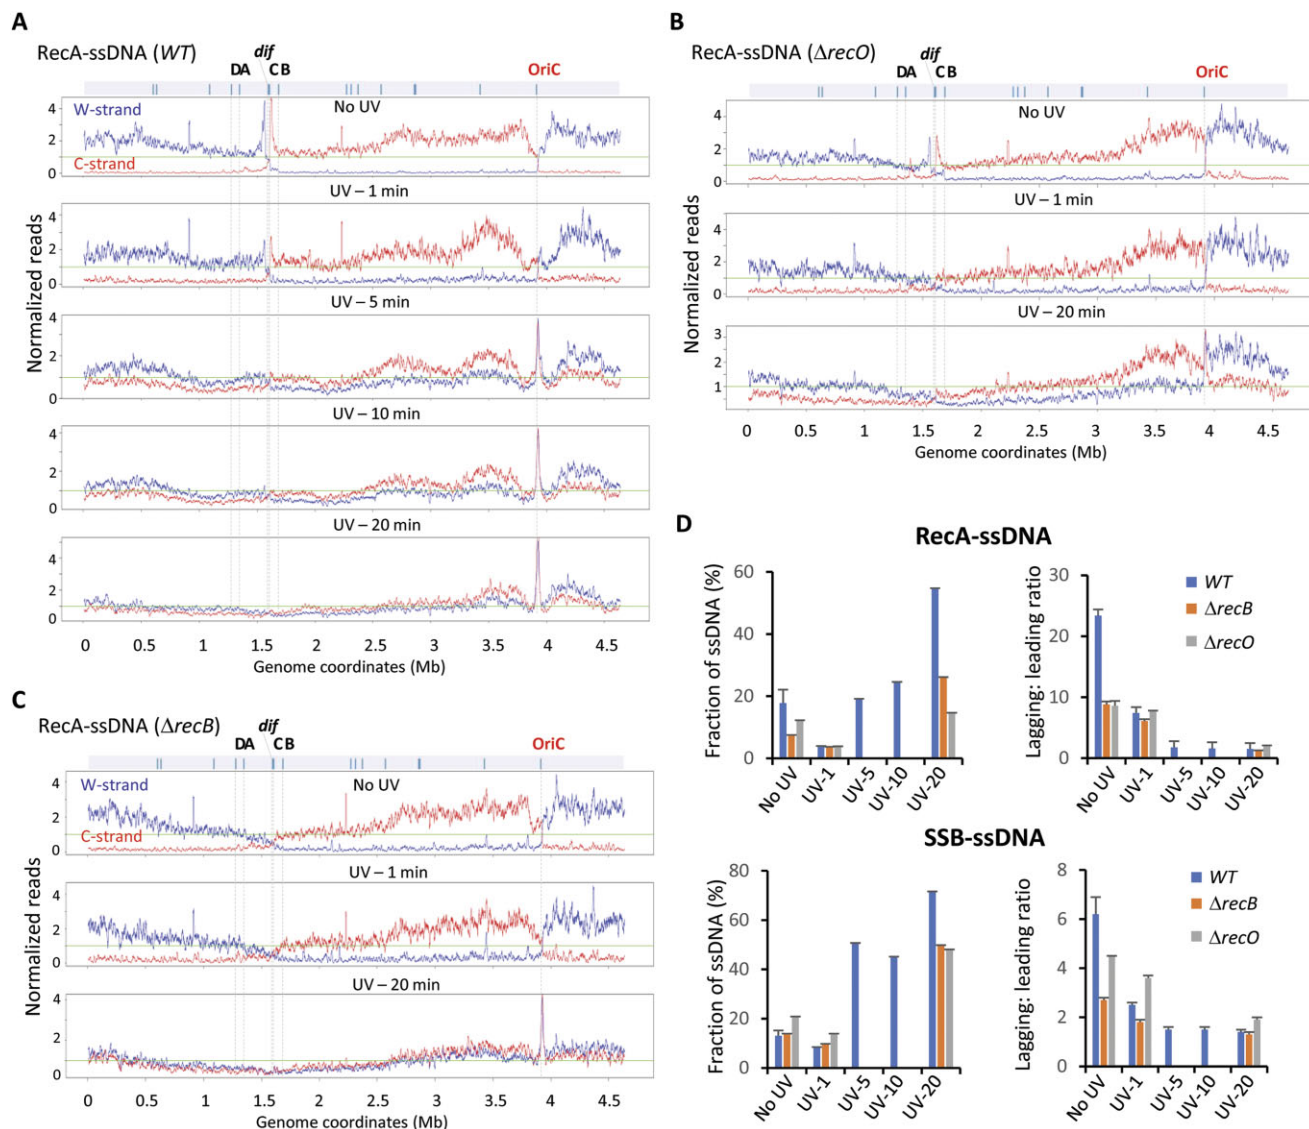 A
RecA-ssDNA (WT)
dif
DA
C B
OriC
No UV
W-strand
C-strand
4
2
0
UV – 1 min
4
2
0
UV – 5 min
4
2
0
UV – 10 min
4
2
0
UV – 20 min
4
2
0
Normalized reads
0 0.5 1 1.5 2 2.5 3 3.5 4 4.5
Genome coordinates (Mb)
B
RecA-ssDNA (ΔrecO)
dif
DA
C B
OriC
No UV
4
2
0
UV – 1 min
4
2
0
UV – 20 min
3
2
1
Normalized reads
0 0.5 1 1.5 2 2.5 3 3.5 4 4.5
Genome coordinates (Mb)
C
RecA-ssDNA (ΔrecB)
dif
DA
CB
OriC
W-strand
No UV
C-strand
4
2
0
UV – 1 min
4
2
0
UV – 20 min
4
2
0
Normalized reads
0 0.5 1 1.5 2 2.5 3 3.5 4 4.5
Genome coordinates (Mb)
D
RecA-ssDNA
Fraction of ssDNA (%)
60
40
20
0
No UV UV-1 UV-5 UV-10 UV-20
Lagging: leading ratio
30
20
10
0
No UV UV-1 UV-5 UV-10 UV-20
WT
ΔrecB
ΔrecO
SSB-ssDNA
Fraction of ssDNA (%)
80
60
40
20
0
No UV UV-1 UV-5 UV-10 UV-20
Lagging: leading ratio
8
6
4
2
0
No UV UV-1 UV-5 UV-10 UV-20
WT
ΔrecB
ΔrecO